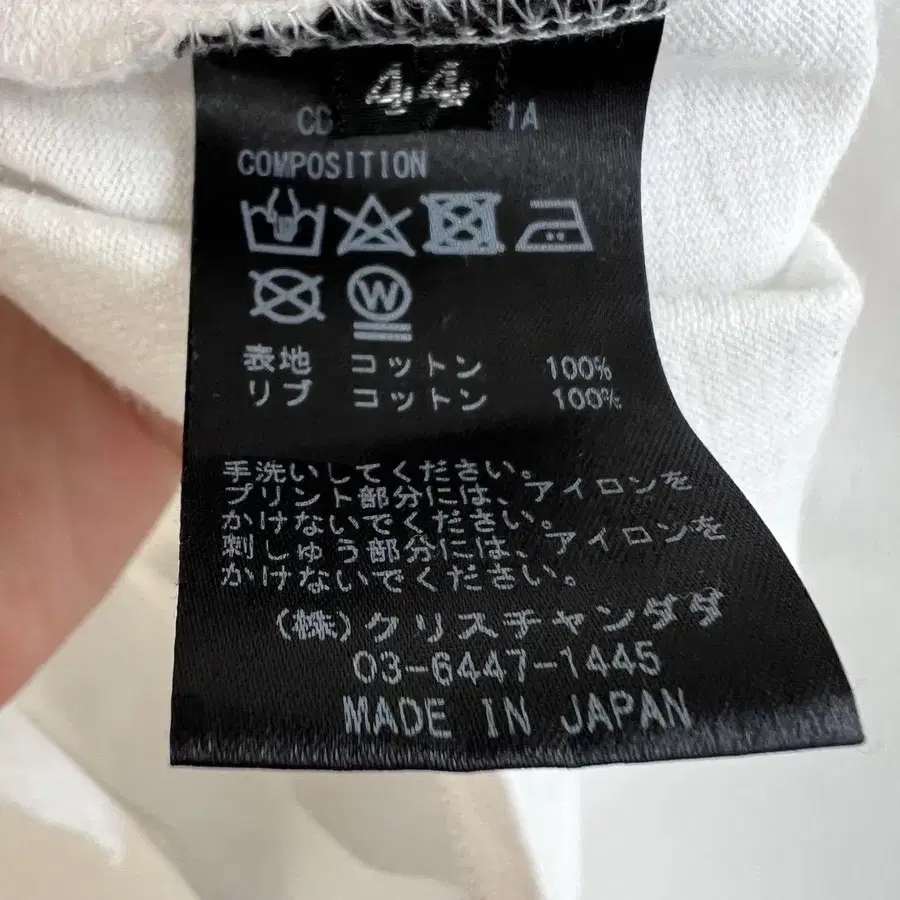 44
CD 1A
COMPOSITION
W
表地 コットン 100%
リブ コットン 100%
手洗いしてください。
プリント部分には、アイロンを
かけないでください。
刺しゅう部分には、アイロンを
かけないでください。
(株)クリスチャンダダ
03-6447-1445
MADE IN JAPAN